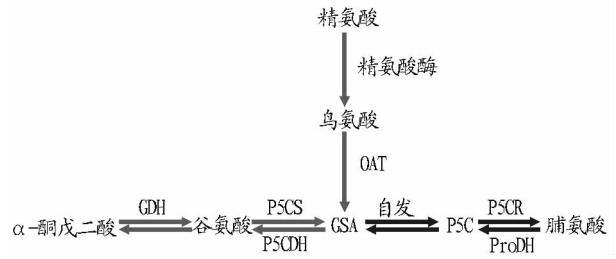 精氨酸
精氨酸酶
鸟氨酸
OAT
GDH P5CS 自发 P5CR
α-酮戊二酸 谷氨酸 GSA P5C 脯氨酸
P5CDH ProDH